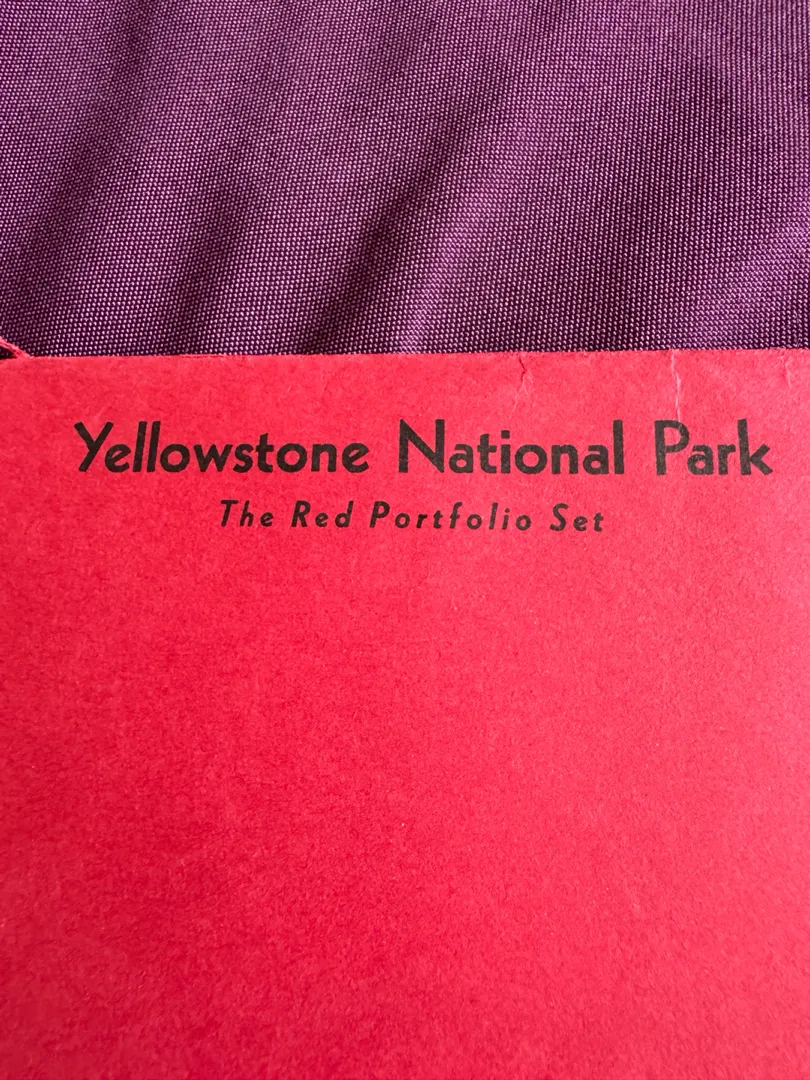 Yellowstone National Park
The Red Portfolio Set